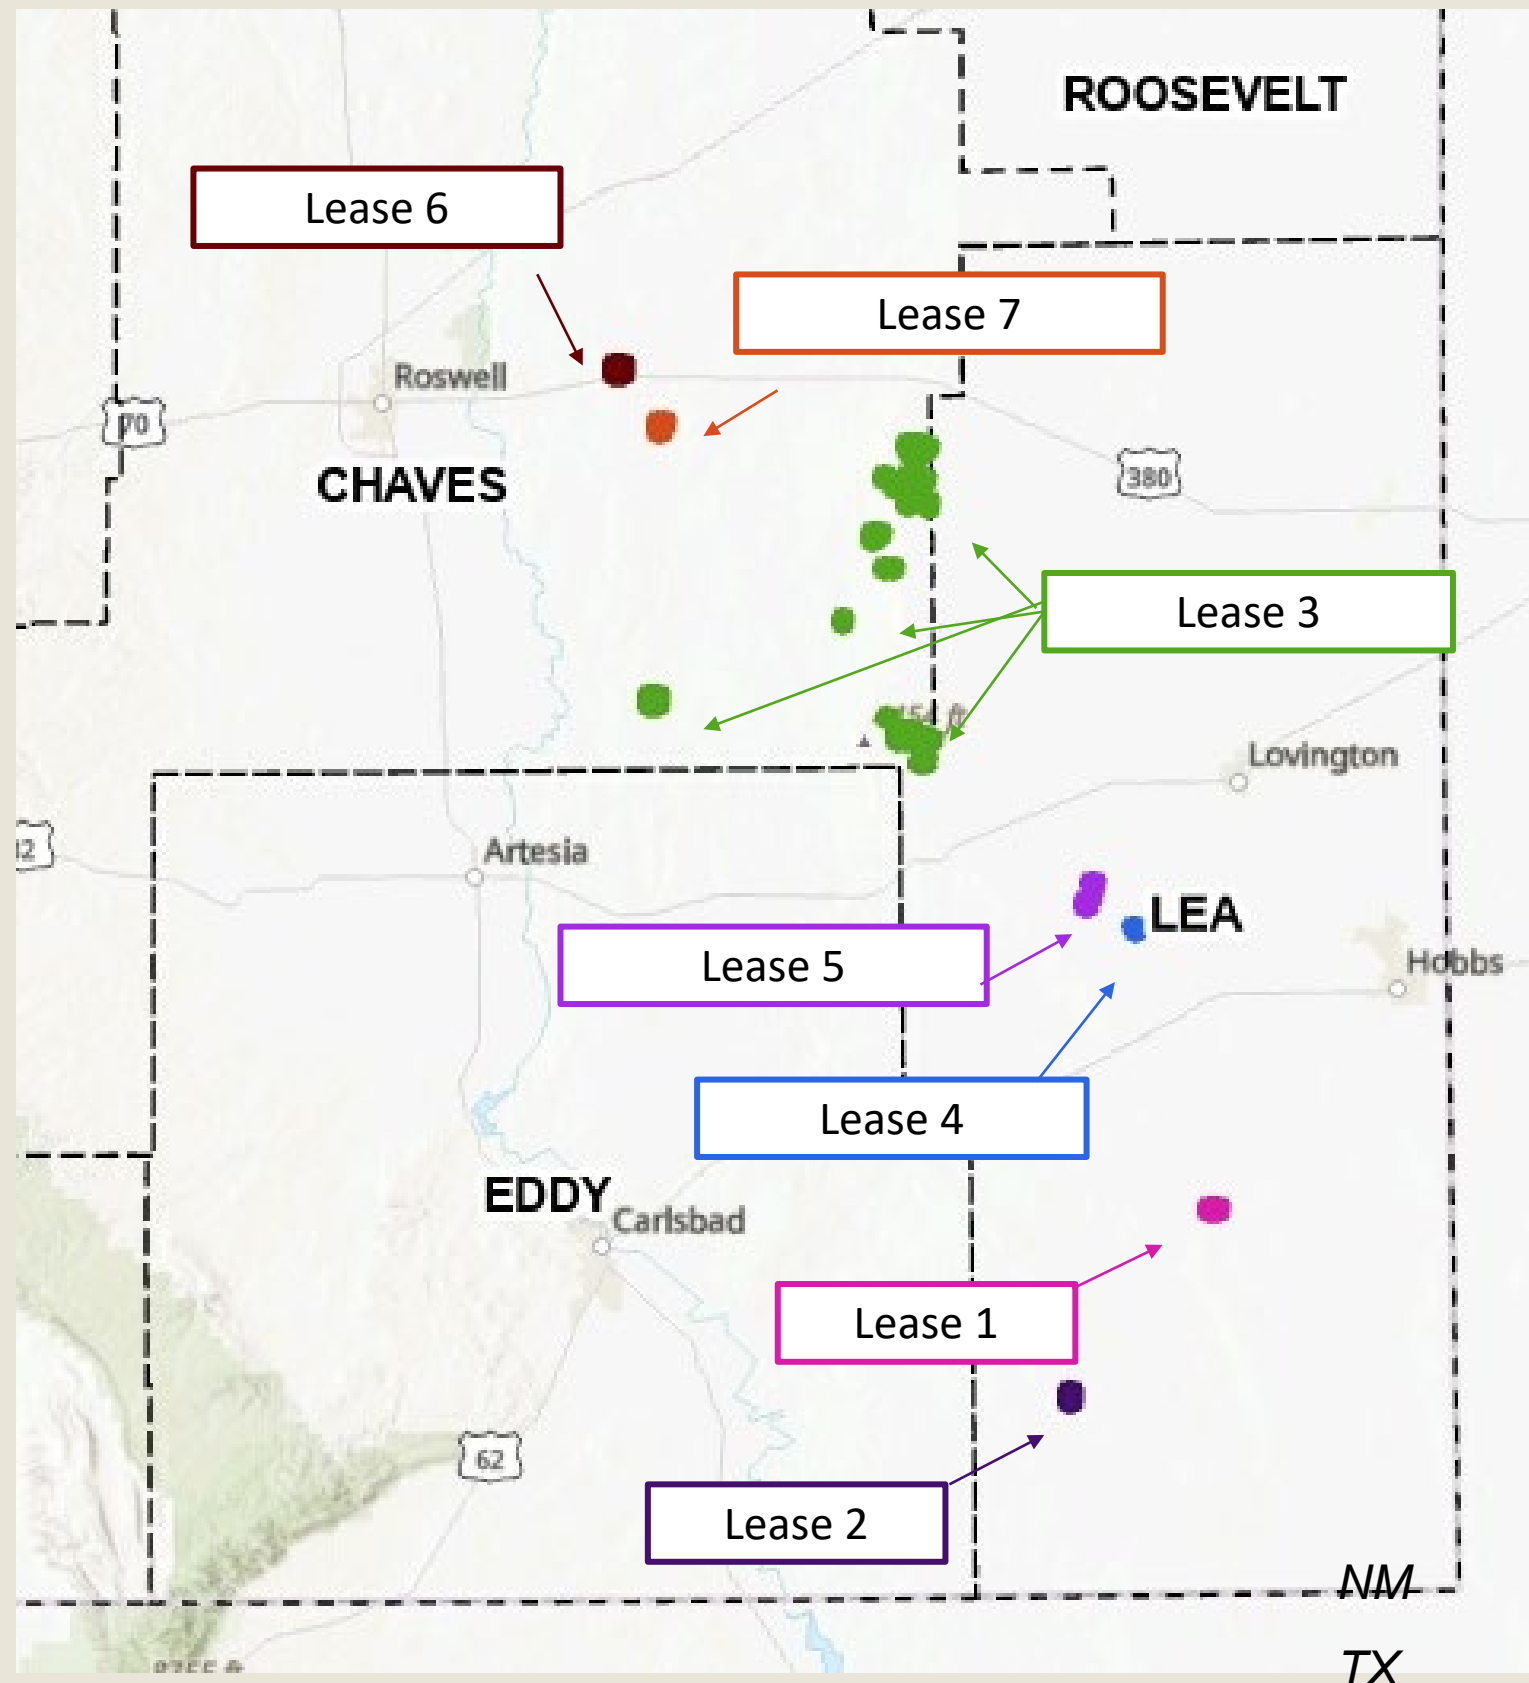 ROOSEVELT
Lease 6
Lease 7
Roswell
70
380
CHAVES
Lease 3
Lovington
Artesia
LEA
Lease 5
Hobbs
Lease 4
EDDY
Carlsbad
Lease 1
62
Lease 2
NM
TX